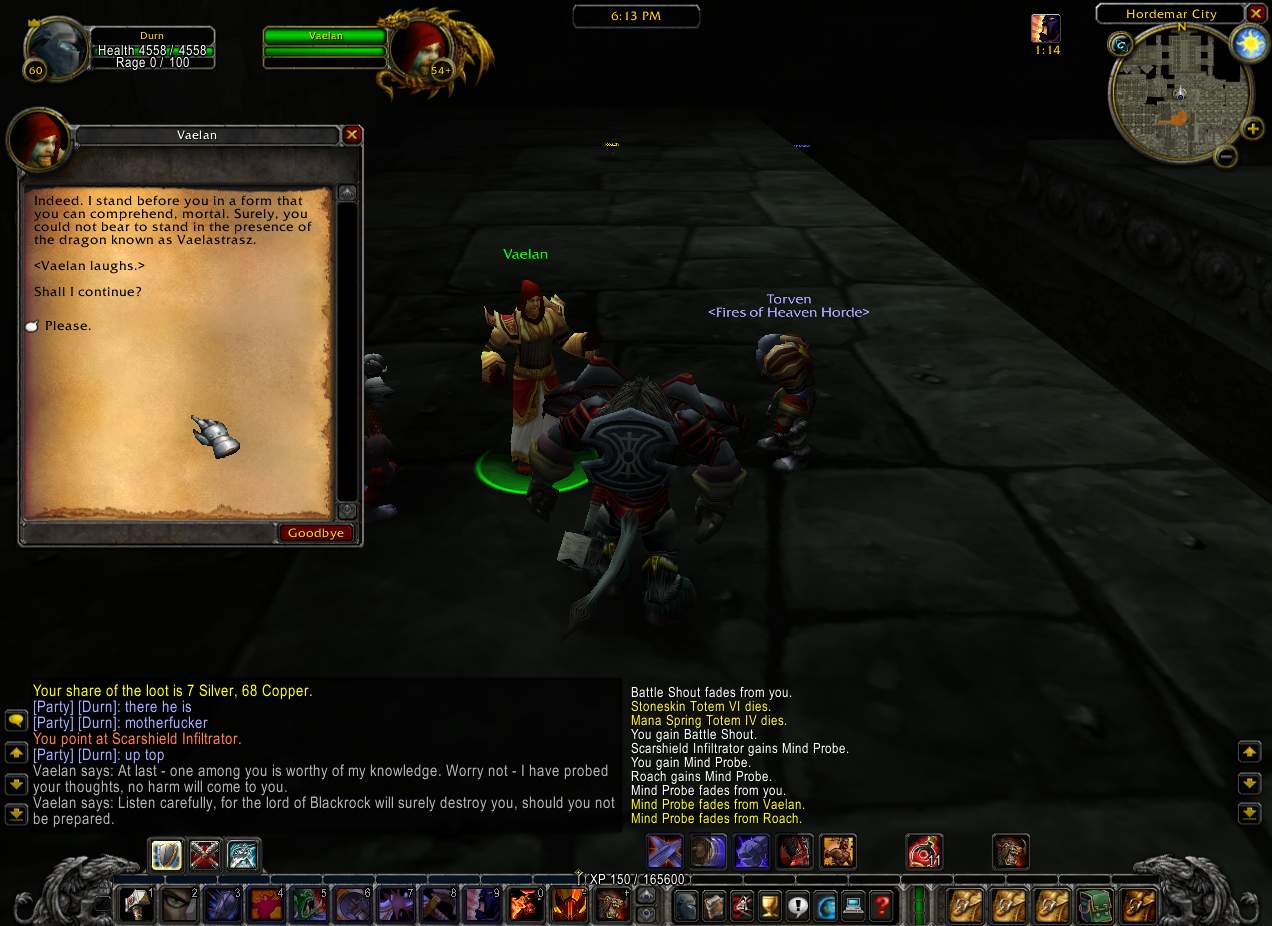 6:13 PM
Hordemar City
N
Durn
Health 4558 / 4558
Rage 0 / 100
60
Vaelan
54+
1:14
Vaelan
Indeed. I stand before you in a form that
you can comprehend, mortal. Surely, you
could not bear to stand in the presence of
the dragon known as Vaelastrasz.
<Vaelan laughs.>
Shall I continue?
Please.
Goodbye
Vaelan
Torven
<Fires of Heaven Horde>
Your share of the loot is 7 Silver, 68 Copper.
[Party] [Durn]: there he is
[Party] [Durn]: motherfucker
You point at Scarshield Infiltrator.
[Party] [Durn]: up top
Vaelan says: At last - one among you is worthy of my knowledge. Worry not - I have probed
your thoughts, no harm will come to you.
Vaelan says: Listen carefully, for the lord of Blackrock will surely destroy you, should you not
be prepared.
Battle Shout fades from you.
Stoneskin Totem VI dies.
Mana Spring Totem IV dies.
You gain Battle Shout.
Scarshield Infiltrator gains Mind Probe.
You gain Mind Probe.
Roach gains Mind Probe.
Mind Probe fades from you.
Mind Probe fades from Vaelan.
Mind Probe fades from Roach.
11
XP 150 / 165600
1 2 3 4 5 6 7 8 9 0 - +